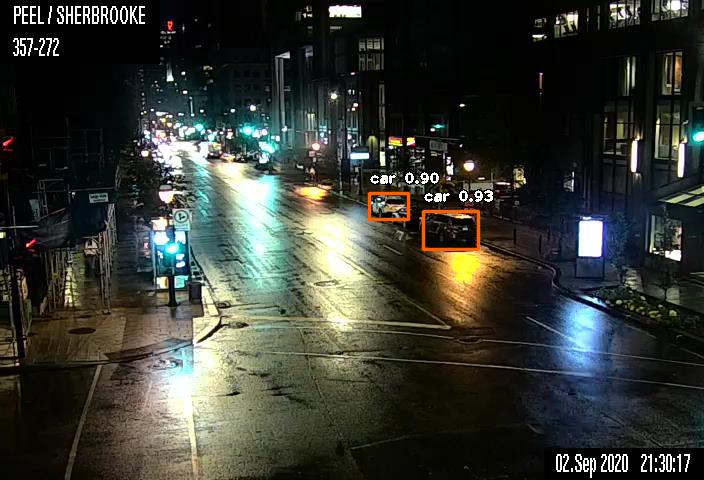 PEEL / SHERBROOKE
357-272
car 0.90
car 0.93
02.Sep 2020 21:30:17